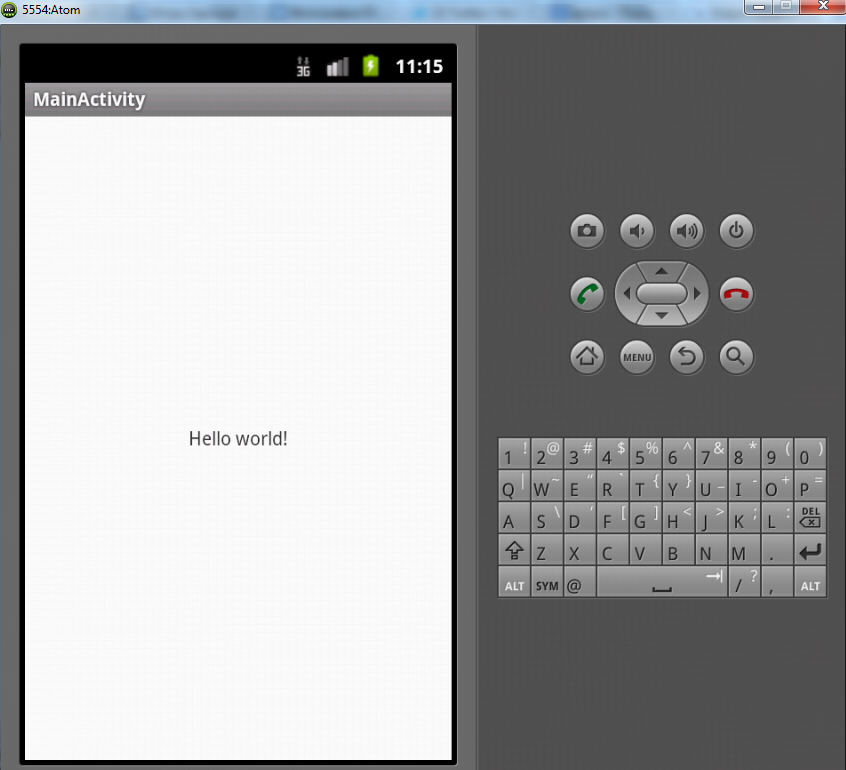 5554:Atom
3G 11:15
MainActivity
Hello world!
MENU
1 ! 2 @ 3 # 4 $ 5 % 6 ^ 7 & 8 * 9 ( 0 )
Q | W ~ E " R ` T { Y } U _ I - O + P =
A S \ D ' F [ G ] H < J > K ; L : DEL
Z X C V B N M .
ALT SYM @ / ? , ALT